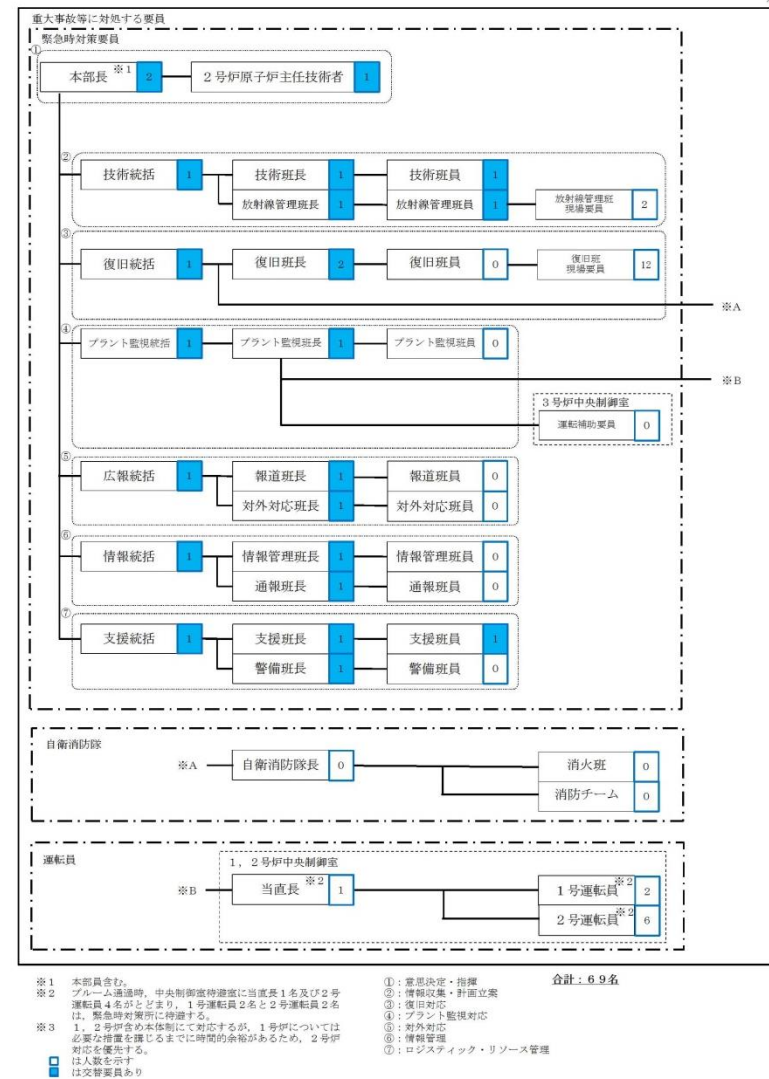 重大事故等に対処する要員
緊急時対策要員
①
本部長 ※1 2 2号炉原子炉主任技術者 1
②
技術統括 1 技術班長 1 技術班員 1
放射線管理班長 1 放射線管理班員 1 放射線管理班
現場要員 2
③
復旧統括 1 復旧班長 2 復旧班員 0 復旧班
現場要員 12
※A
④
プラント監視統括 1 プラント監視班長 1 プラント監視班員 0
※B
3号炉中央制御室
運転補助要員 0
⑤
広報統括 1 報道班長 1 報道班員 0
対外対応班長 1 対外対応班員 0
⑥
情報統括 1 情報管理班長 1 情報管理班員 0
通報班長 1 通報班員 0
⑦
支援統括 1 支援班長 1 支援班員 1
警備班長 1 警備班員 0
自衛消防隊
※A 自衛消防隊長 0 消火班 0
消防チーム 0
運転員
1,2号炉中央制御室
※B 当直長 ※2 1 1号運転員 ※2 2
2号運転員 ※2 6
※1 本部員含む。
※2 プルーム通過時,中央制御室待避室に当直長1名及び2号
運転員4名がとどまり,1号運転員2名と2号運転員2名
は,緊急時対策所に待避する。
※3 1,2号炉含め本体制にて対応するが,1号炉については
必要な措置を講じるまでに時間的余裕があるため,2号炉
対応を優先する。
は人数を示す
は交替要員あり
①:意思決定・指揮
②:情報収集・計画立案
③:復旧対応
④:プラント監視対応
⑤:対外対応
⑥:情報管理
⑦:ロジスティック・リソース管理
合計:69名